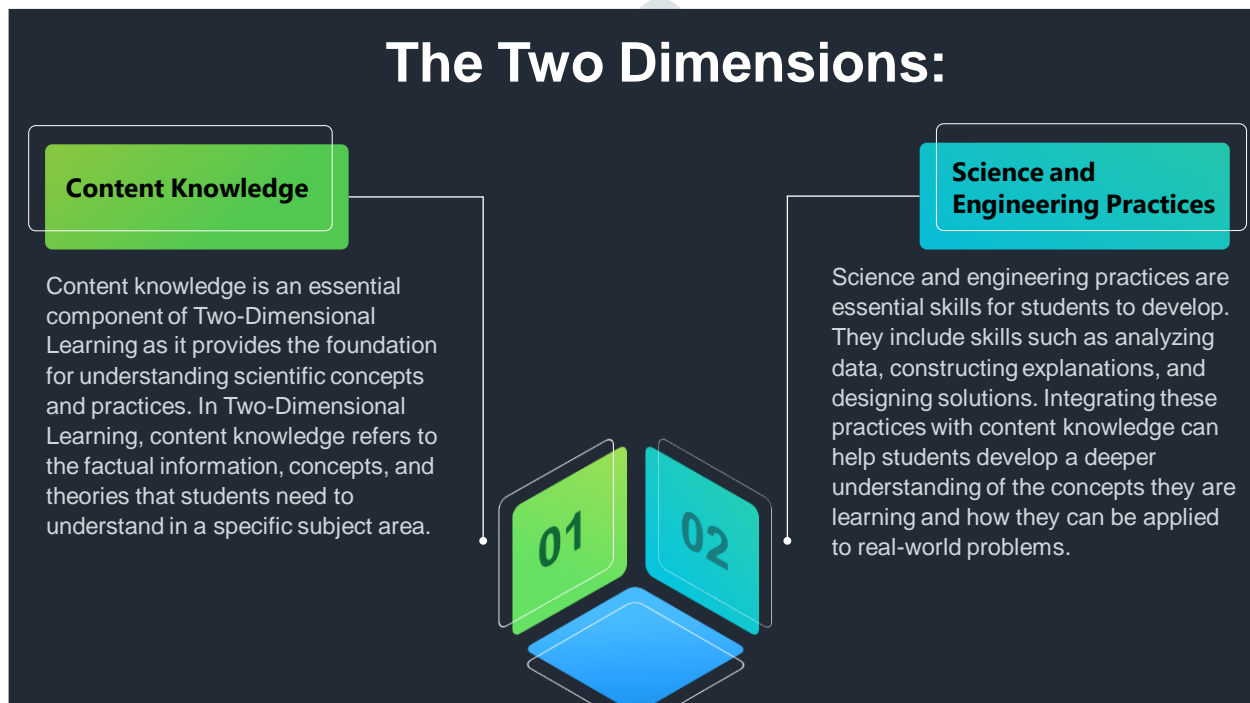 The Two Dimensions:
Content Knowledge
Content knowledge is an essential
component of Two-Dimensional
Learning as it provides the foundation
for understanding scientific concepts
and practices. In Two-Dimensional
Learning, content knowledge refers to
the factual information, concepts, and
theories that students need to
understand in a specific subject area.
Science and
Engineering Practices
Science and engineering practices are
essential skills for students to develop.
They include skills such as analyzing
data, constructing explanations, and
designing solutions. Integrating these
practices with content knowledge can
help students develop a deeper
understanding of the concepts they are
learning and how they can be applied
to real-world problems.
01
02